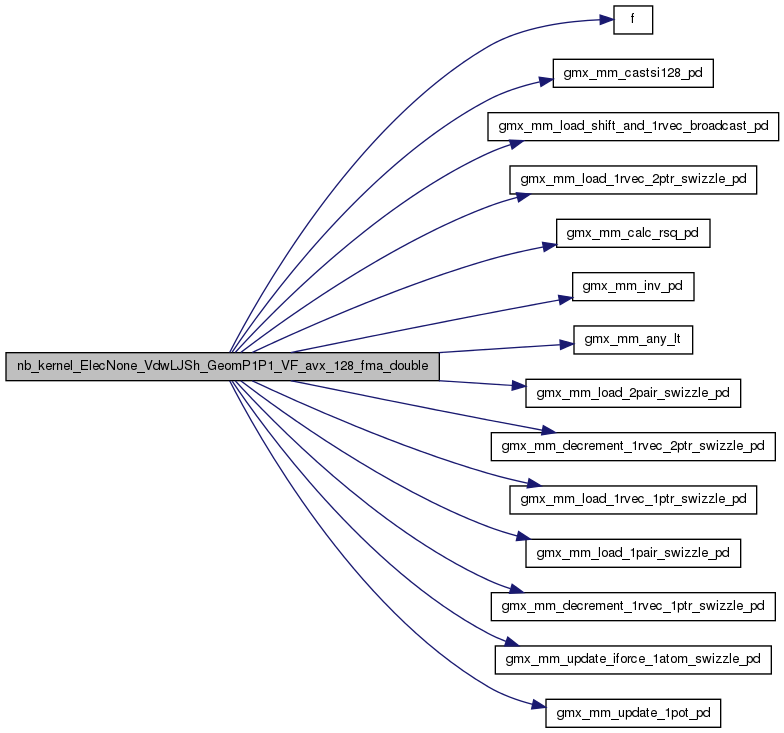 f
gmx_mm_castsi128_pd
gmx_mm_load_shift_and_1rvec_broadcast_pd
gmx_mm_load_1rvec_2ptr_swizzle_pd
gmx_mm_calc_rsq_pd
gmx_mm_inv_pd
gmx_mm_any_lt
nb_kernel_ElecNone_VdwLJSh_GeomP1P1_VF_avx_128_fma_double
gmx_mm_load_2pair_swizzle_pd
gmx_mm_decrement_1rvec_2ptr_swizzle_pd
gmx_mm_load_1rvec_1ptr_swizzle_pd
gmx_mm_load_1pair_swizzle_pd
gmx_mm_decrement_1rvec_1ptr_swizzle_pd
gmx_mm_update_iforce_1atom_swizzle_pd
gmx_mm_update_1pot_pd